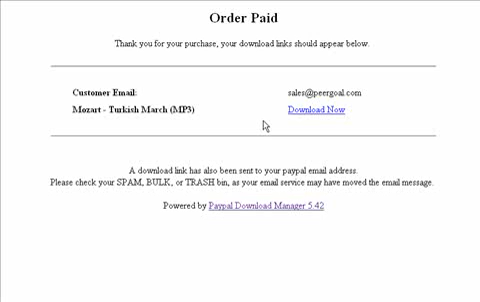 Order Paid
Thank you for your purchase, your download links should appear below.
Customer Email: sales@peergoal.com
Mozart - Turkish March (MP3) Download Now
A download link has also been sent to your paypal email address.
Please check your SPAM, BULK, or TRASH bin, as your email service may have moved the email message.
Powered by Paypal Download Manager 5.42